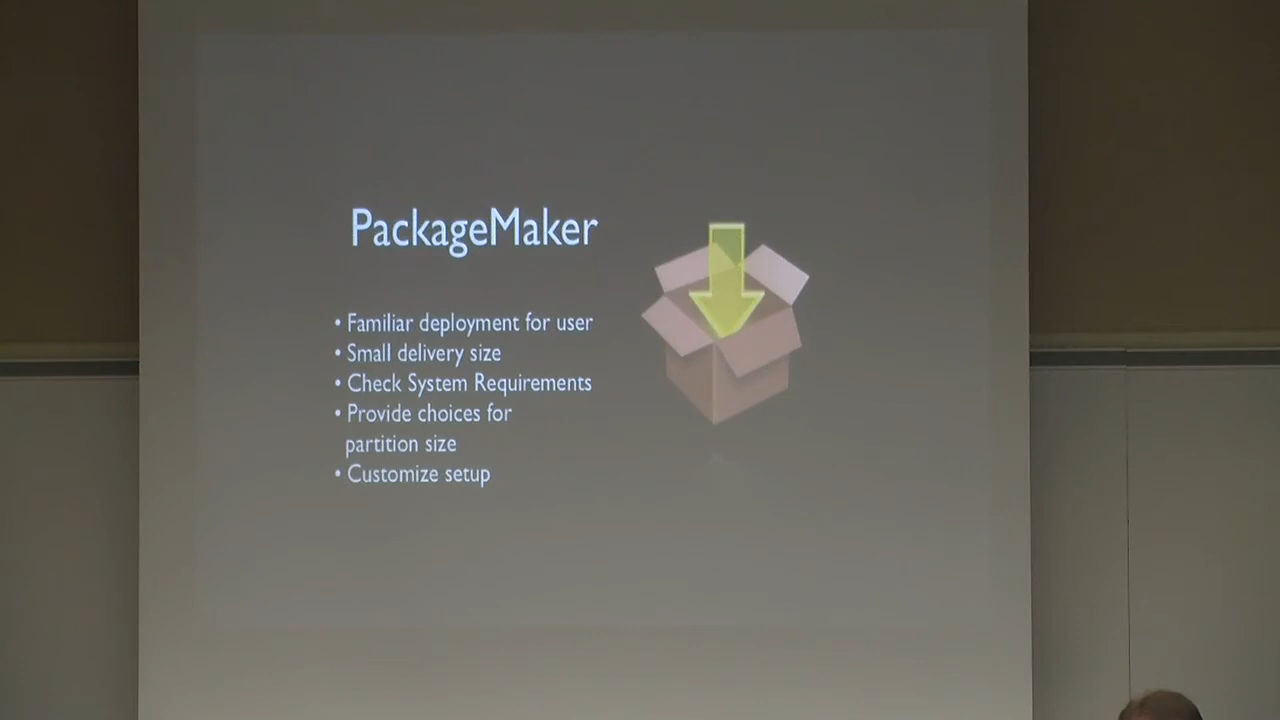 PackageMaker
• Familiar deployment for user
• Small delivery size
• Check System Requirements
• Provide choices for
partition size
• Customize setup